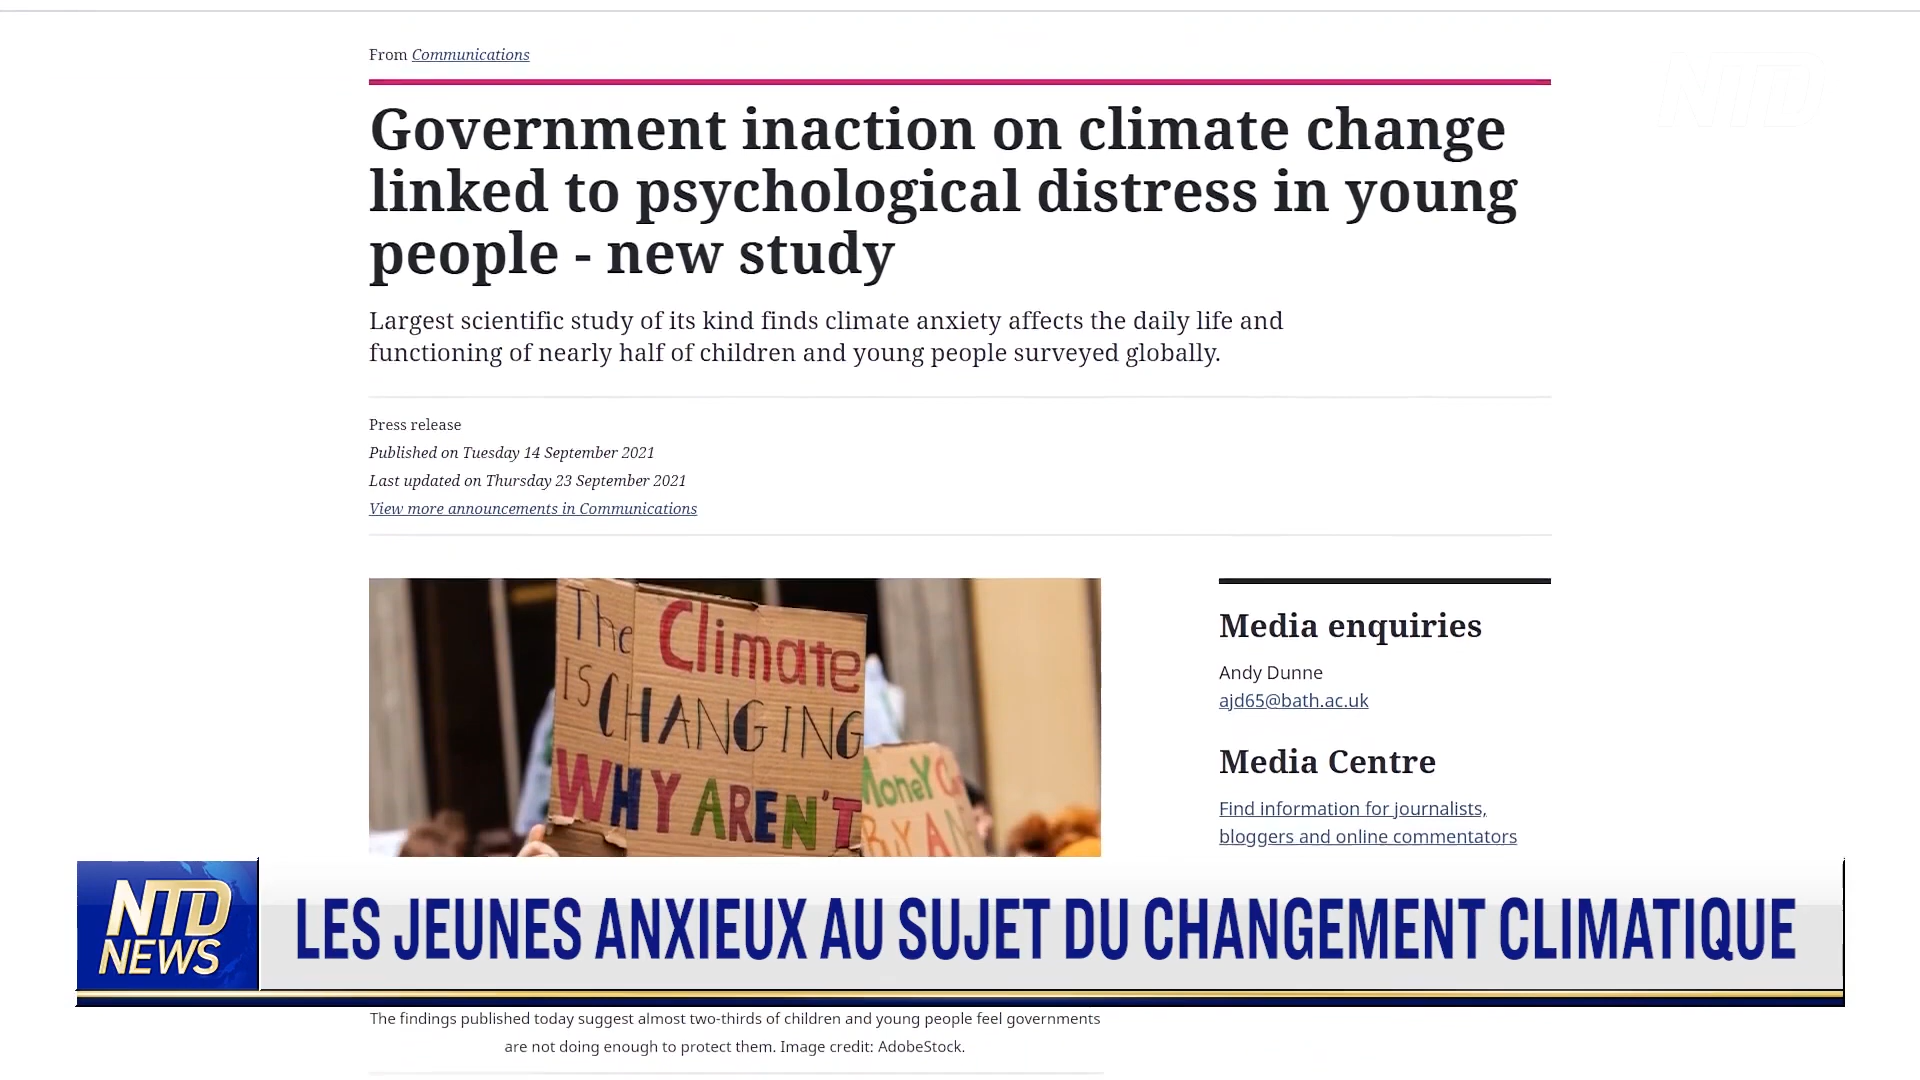 From Communications
NTD
Government inaction on climate change
linked to psychological distress in young
people - new study
Largest scientific study of its kind finds climate anxiety affects the daily life and
functioning of nearly half of children and young people surveyed globally.
Press release
Published on Tuesday 14 September 2021
Last updated on Thursday 23 September 2021
View more announcements in Communications
The Climate
IS CHANGING
WHY AREN'T
Money
Media enquiries
Andy Dunne
ajd65@bath.ac.uk
Media Centre
Find information for journalists,
bloggers and online commentators
NTD
NEWS
LES JEUNES ANXIEUX AU SUJET DU CHANGEMENT CLIMATIQUE
The findings published today suggest almost two-thirds of children and young people feel governments
are not doing enough to protect them. Image credit: AdobeStock.